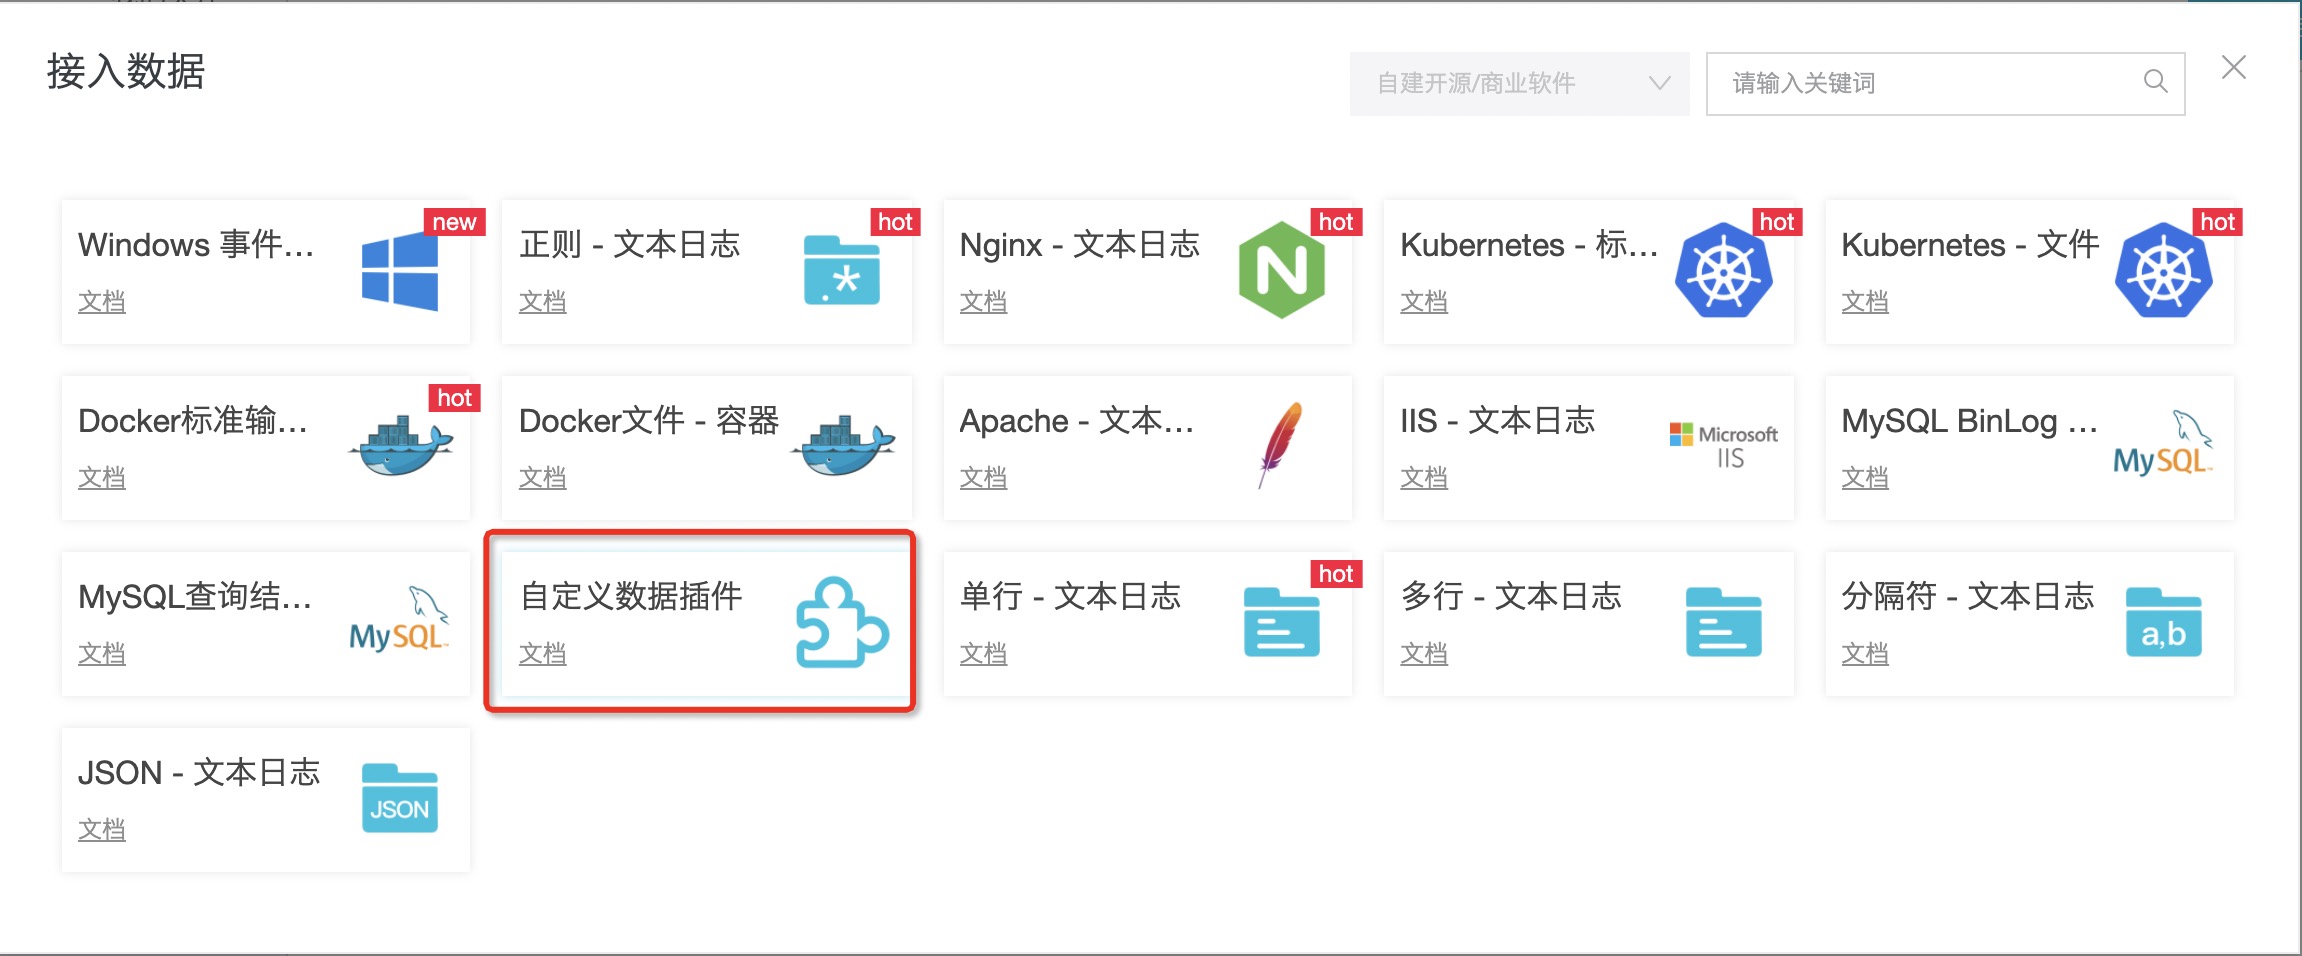 接入数据
自建开源/商业软件
请输入关键词
new
Windows 事件...
文档
hot
正则 - 文本日志
文档
hot
Nginx - 文本日志
文档
hot
Kubernetes - 标...
文档
hot
Kubernetes - 文件
文档
hot
Docker标准输...
文档
Docker文件 - 容器
文档
Apache - 文本...
文档
IIS - 文本日志
文档
Microsoft
IIS
MySQL BinLog ...
文档
MySQL
MySQL查询结...
文档
MySQL
自定义数据插件
文档
hot
单行 - 文本日志
文档
多行 - 文本日志
文档
分隔符 - 文本日志
文档
a,b
JSON - 文本日志
文档
JSON